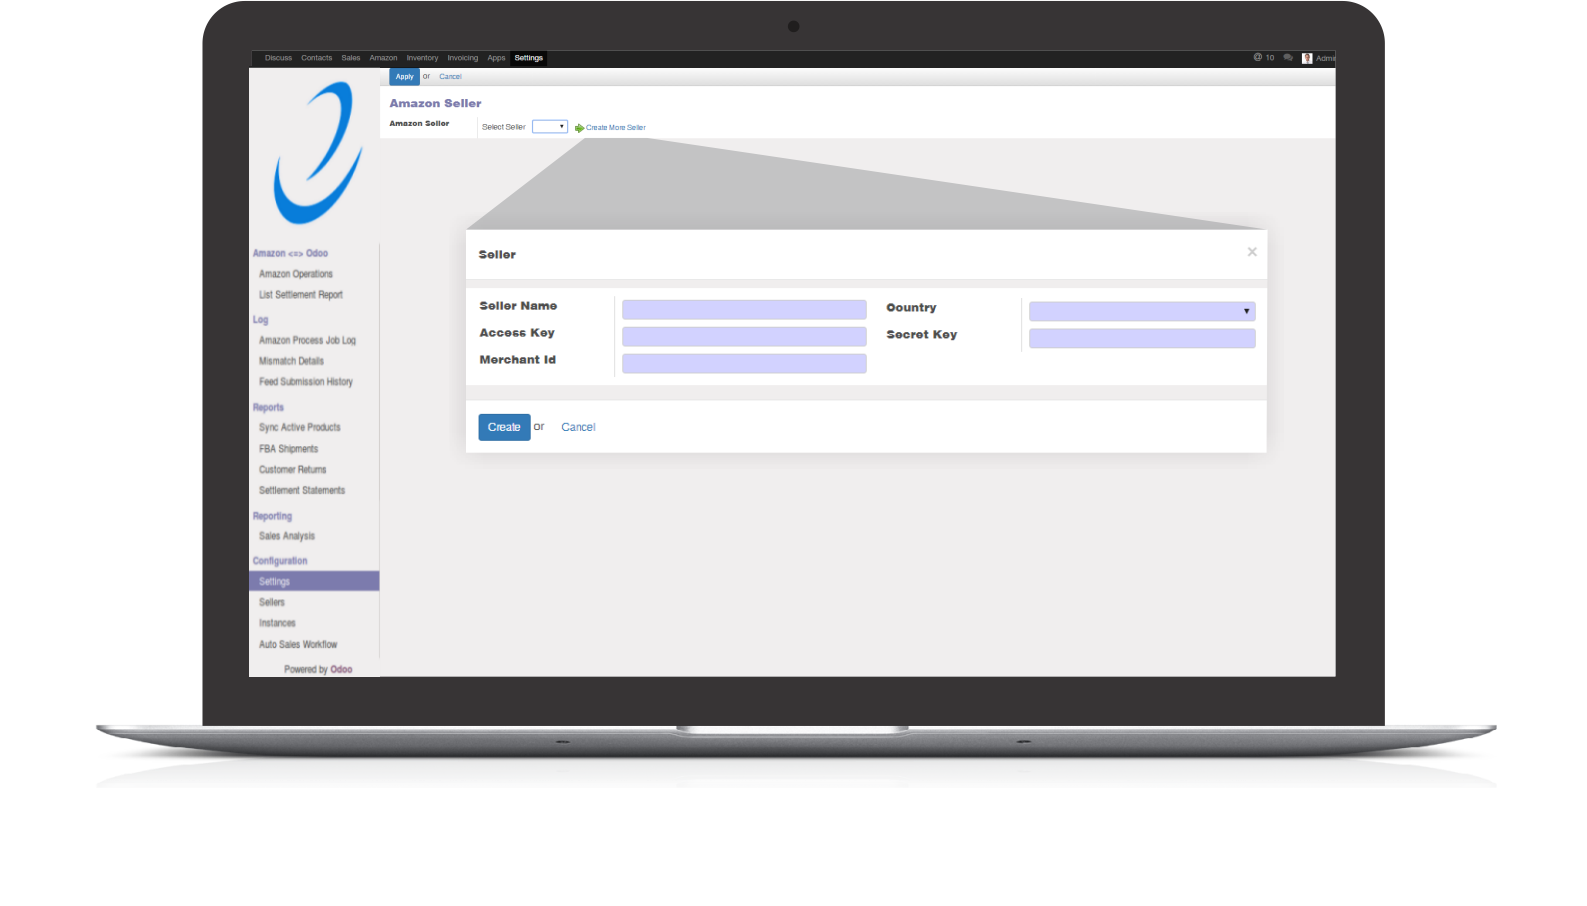 Discuss Contacts Sales Amazon Inventory Invoicing Apps Settings @ 10 Admi
Apply or Cancel
Amazon Seller
Amazon Seller Select Seller Create More Seller
Amazon <=> Odoo
Amazon Operations
List Settlement Report
Log
Amazon Process Job Log
Mismatch Details
Feed Submission History
Reports
Sync Active Products
FBA Shipments
Customer Returns
Settlement Statements
Reporting
Sales Analysis
Configuration
Settings
Sellers
Instances
Auto Sales Workflow
Powered by Odoo
Seller ×
Seller Name Country
Access Key Secret Key
Merchant Id
Create or Cancel